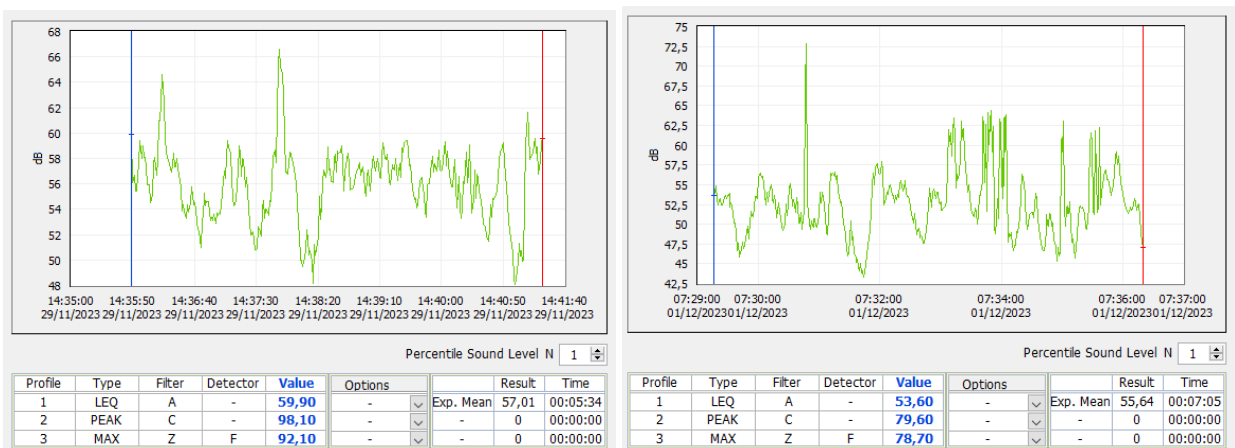 68
66
64
62
60
58
56
54
52
50
48
dB
14:35:00 14:35:50 14:36:40 14:37:30 14:38:20 14:39:10 14:40:00 14:40:50 14:41:40
29/11/2023 29/11/2023 29/11/2023 29/11/2023 29/11/2023 29/11/2023 29/11/2023 29/11/2023 29/11/2023
Percentile Sound Level N 1
Profile Type Filter Detector Value Options Result Time
1 LEQ A - 59,90 - Exp. Mean 57,01 00:05:34
2 PEAK C - 98,10 - - 0 00:00:00
3 MAX Z F 92,10 - - 0 00:00:00
75
72,5
70
67,5
65
62,5
60
57,5
55
52,5
50
47,5
45
42,5
dB
07:29:00 07:30:00 07:32:00 07:34:00 07:36:00 07:37:00
01/12/2023 01/12/2023 01/12/2023 01/12/2023 01/12/2023 01/12/2023
Percentile Sound Level N 1
Profile Type Filter Detector Value Options Result Time
1 LEQ A - 53,60 - Exp. Mean 55,64 00:07:05
2 PEAK C - 79,60 - - 0 00:00:00
3 MAX Z F 78,70 - - 0 00:00:00